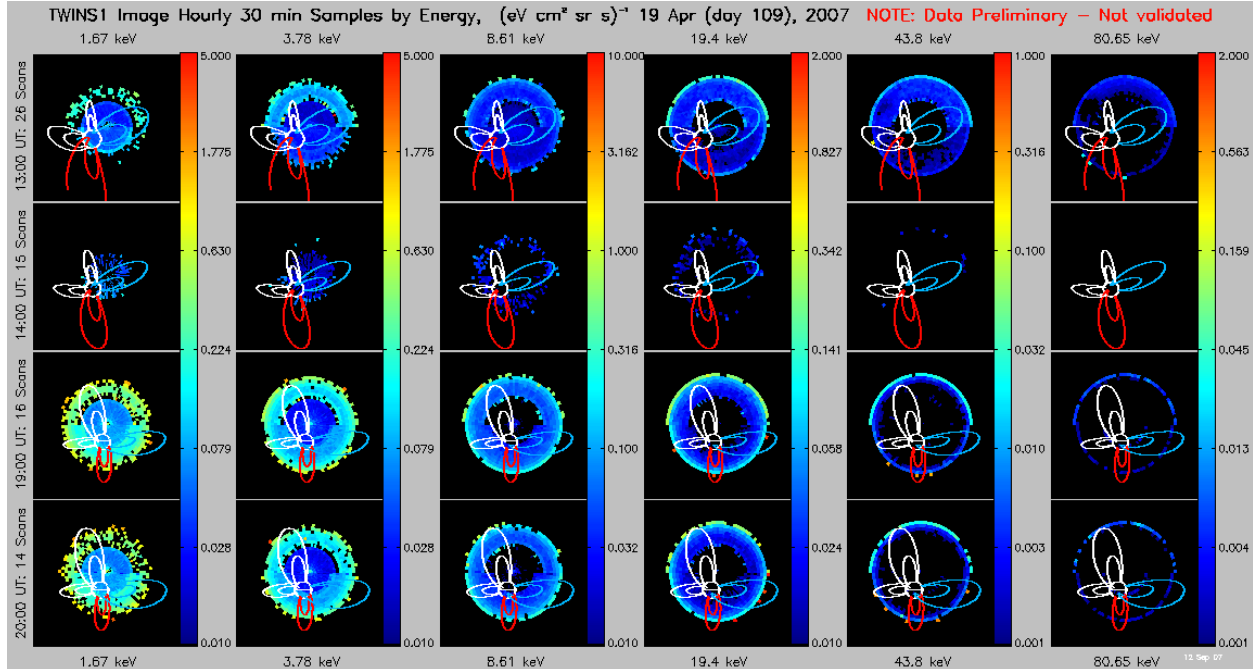 TWINS1 Image Hourly 30 min Samples by Energy, (eV cm² sr s)⁻¹ 19 Apr (day 109), 2007 NOTE: Data Preliminary – Not validated
1.67 keV 3.78 keV 8.61 keV 19.4 keV 43.8 keV 80.65 keV
13:00 UT: 26 Scans
5.000 5.000 10.000 2.000 1.000 2.000
1.775 1.775 3.162 0.827 0.316 0.563
14:00 UT: 15 Scans
0.630 0.630 1.000 0.342 0.100 0.159
0.224 0.224 0.316 0.141 0.032 0.045
19:00 UT: 16 Scans
0.079 0.079 0.100 0.058 0.010 0.013
20:00 UT: 14 Scans
0.028 0.028 0.032 0.024 0.003 0.004
0.010 0.010 0.010 0.010 0.001 0.001
1.67 keV 3.78 keV 8.61 keV 19.4 keV 43.8 keV 80.65 keV